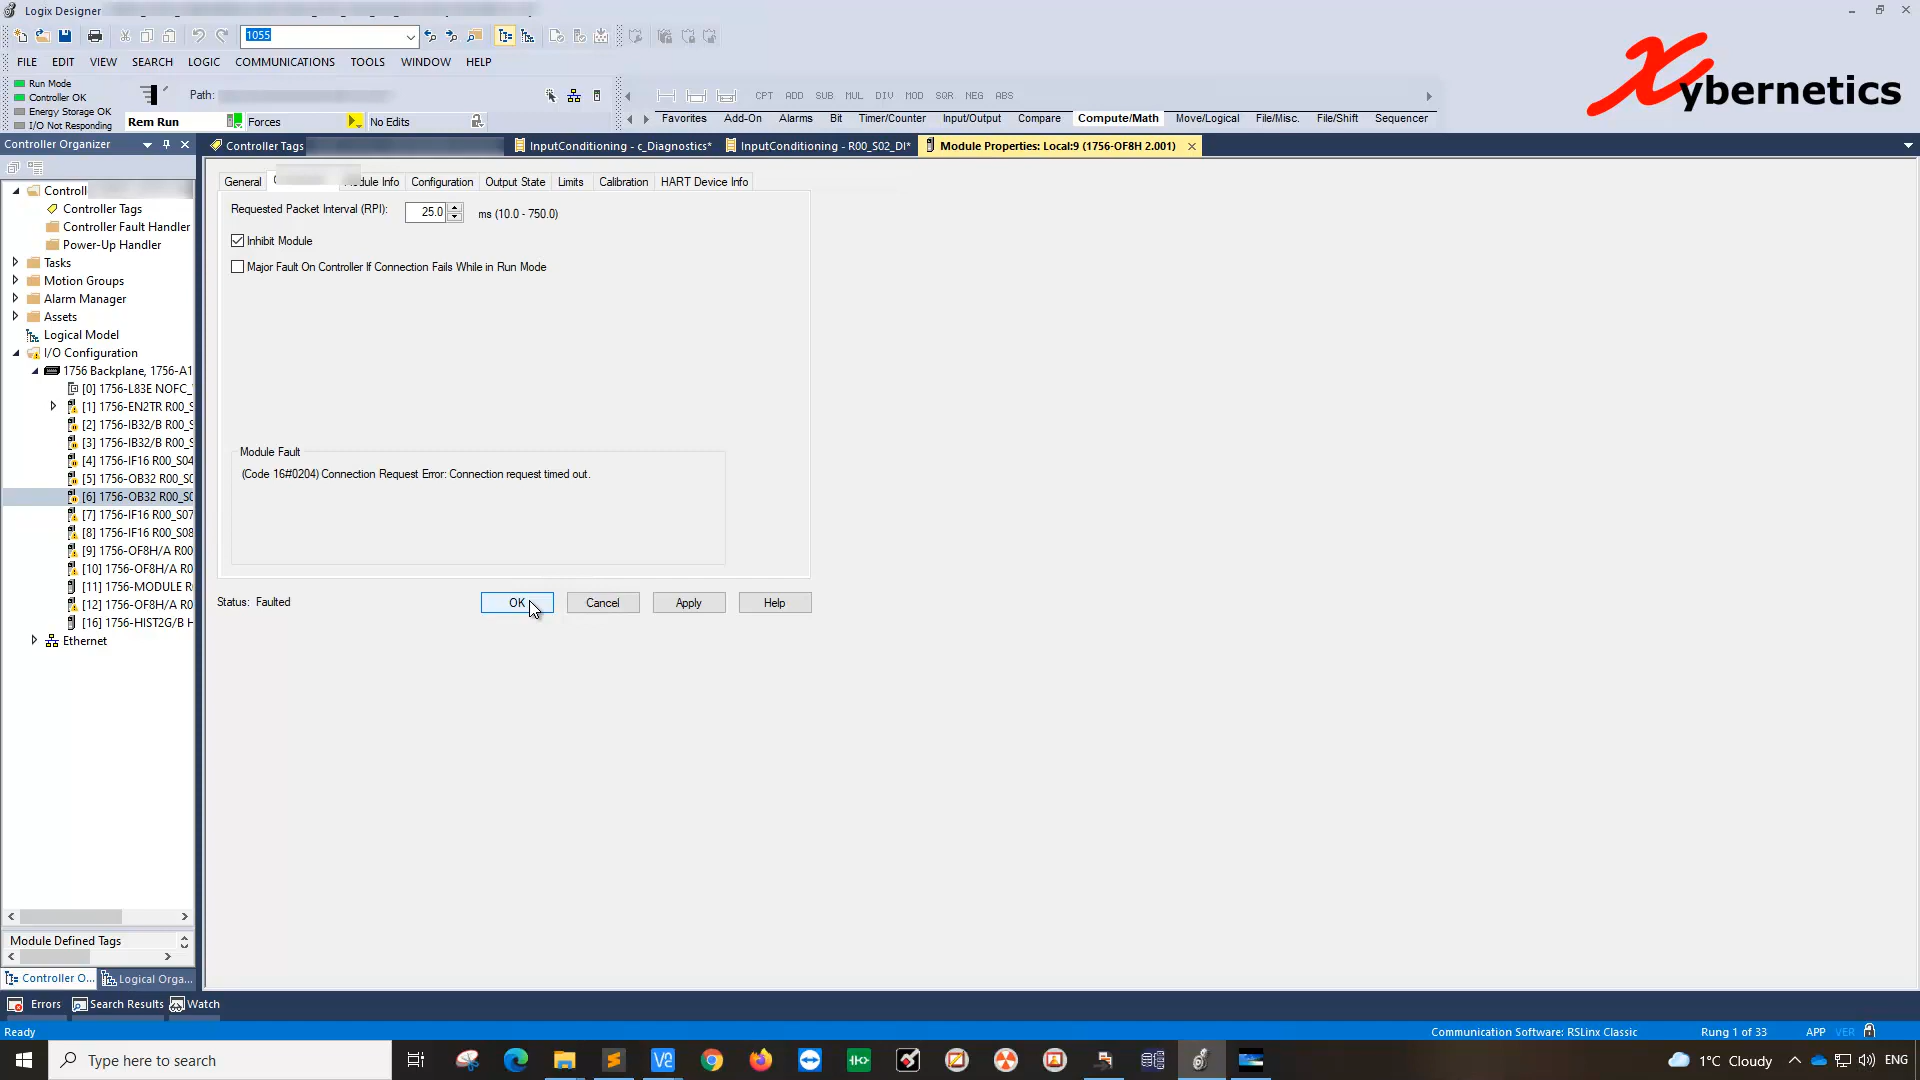 Logix Designer
1055
FILE EDIT VIEW SEARCH LOGIC COMMUNICATIONS TOOLS WINDOW HELP
Xybernetics
Run Mode
Controller OK
Energy Storage OK
I/O Not Responding
Path:
Rem Run
Forces
No Edits
CPT ADD SUB MUL DIV MOD SQR NEG ABS
Favorites Add-On Alarms Bit Timer/Counter Input/Output Compare Compute/Math Move/Logical File/Misc. File/Shift Sequencer
Controller Organizer
Controller Tags
InputConditioning - c_Diagnostics*
InputConditioning - R00_S02_DI*
Module Properties: Local:9 (1756-OF8H 2.001)
Controll
Controller Tags
Controller Fault Handler
Power-Up Handler
Tasks
Motion Groups
Alarm Manager
Assets
Logical Model
I/O Configuration
1756 Backplane, 1756-A1
[0] 1756-L83E NOFC_
[1] 1756-EN2TR R00_S
[2] 1756-IB32/B R00_S
[3] 1756-IB32/B R00_S
[4] 1756-IF16 R00_S04
[5] 1756-OB32 R00_S0
[6] 1756-OB32 R00_S0
[7] 1756-IF16 R00_S07
[8] 1756-IF16 R00_S08
[9] 1756-OF8H/A R00
[10] 1756-OF8H/A R0
[11] 1756-MODULE R
[12] 1756-OF8H/A R0
[16] 1756-HIST2G/B H
Ethernet
General
dule Info
Configuration
Output State
Limits
Calibration
HART Device Info
Requested Packet Interval (RPI): 25.0 ms (10.0 - 750.0)
Inhibit Module
Major Fault On Controller If Connection Fails While in Run Mode
Module Fault
(Code 16#0204) Connection Request Error: Connection request timed out.
Status: Faulted
OK
Cancel
Apply
Help
Module Defined Tags
Controller O...
Logical Orga...
Errors
Search Results
Watch
Ready
Communication Software: RSLinx Classic
Rung 1 of 33
APP VER
Type here to search
1°C Cloudy
ENG